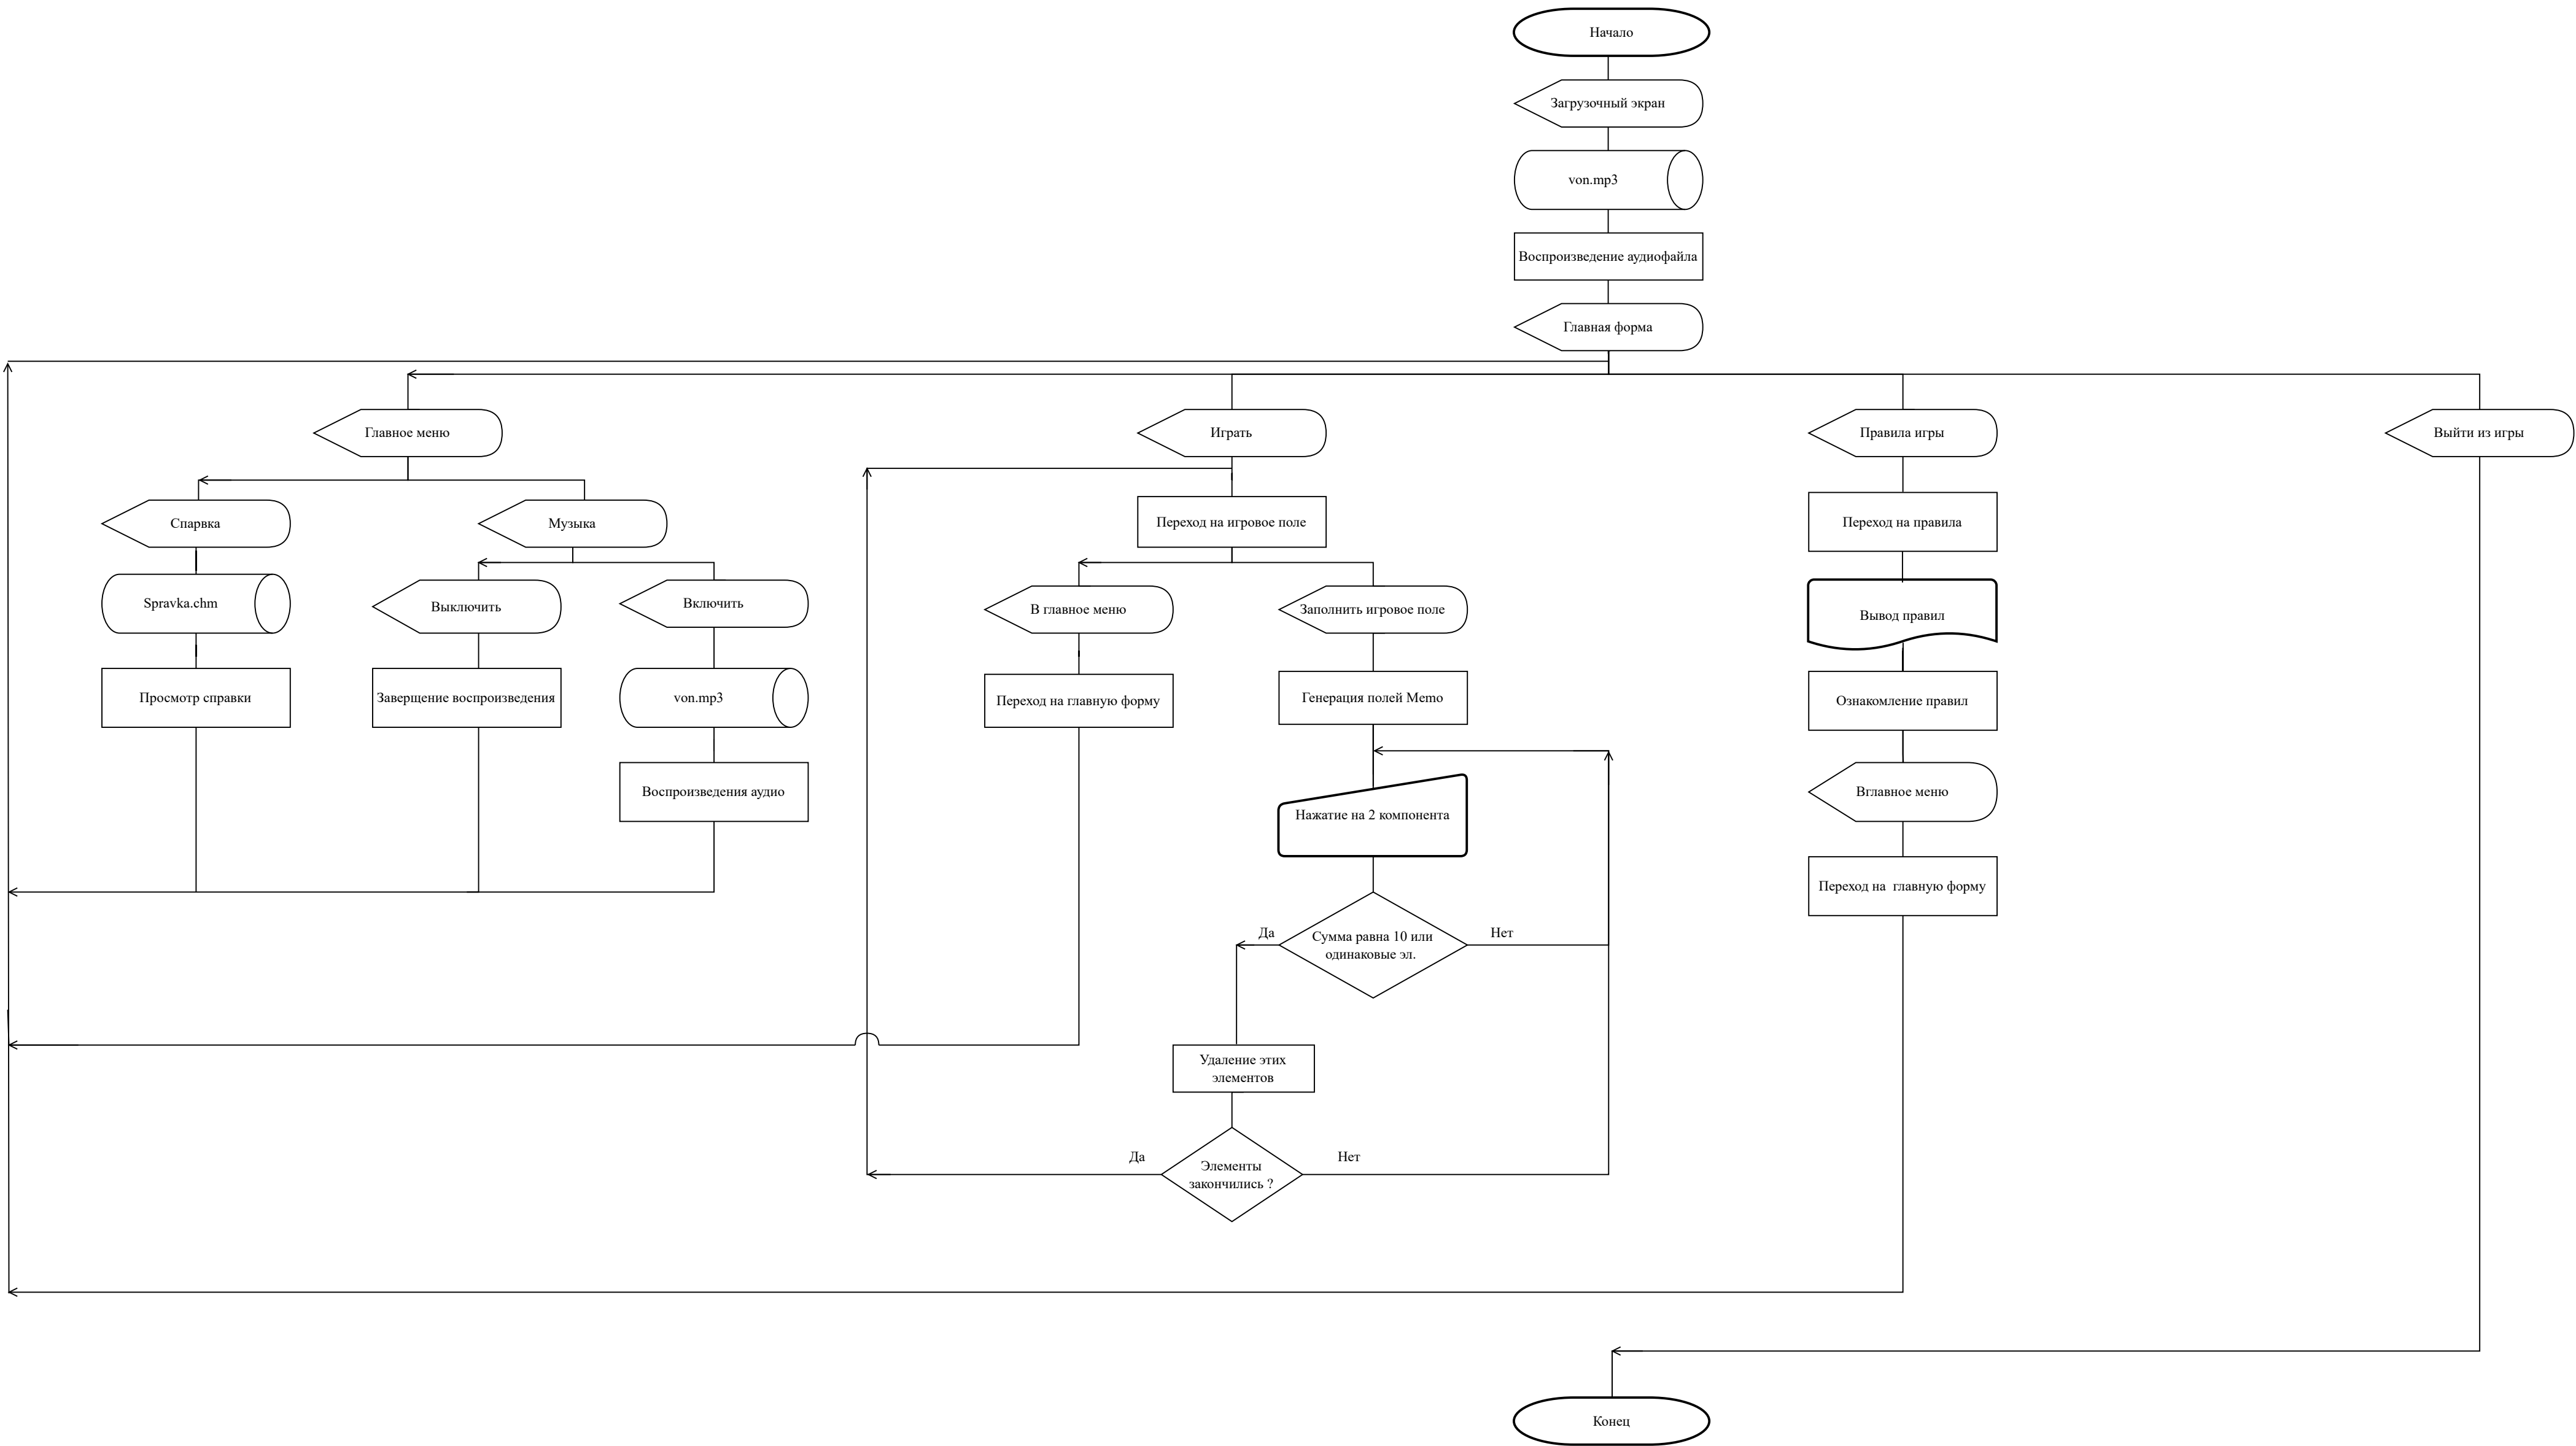 Начало
Загрузочный экран
von.mp3
Воспроизведение аудиофайла
Главная форма
Главное меню
Играть
Правила игры
Выйти из игры
Спарвка
Музыка
Переход на игровое поле
Переход на правила
Spravka.chm
Выключить
Включить
В главное меню
Заполнить игровое поле
Вывод правил
Просмотр справки
Заверщение воспроизведения
von.mp3
Переход на главную форму
Генерация полей Memo
Ознакомление правил
Воспроизведения аудио
Нажатие на 2 компонента
Вглавное меню
Переход на главную форму
Да
Сумма равна 10 или
одинаковые эл.
Нет
Удаление этих
элементов
Да
Элементы
закончились ?
Нет
Конец